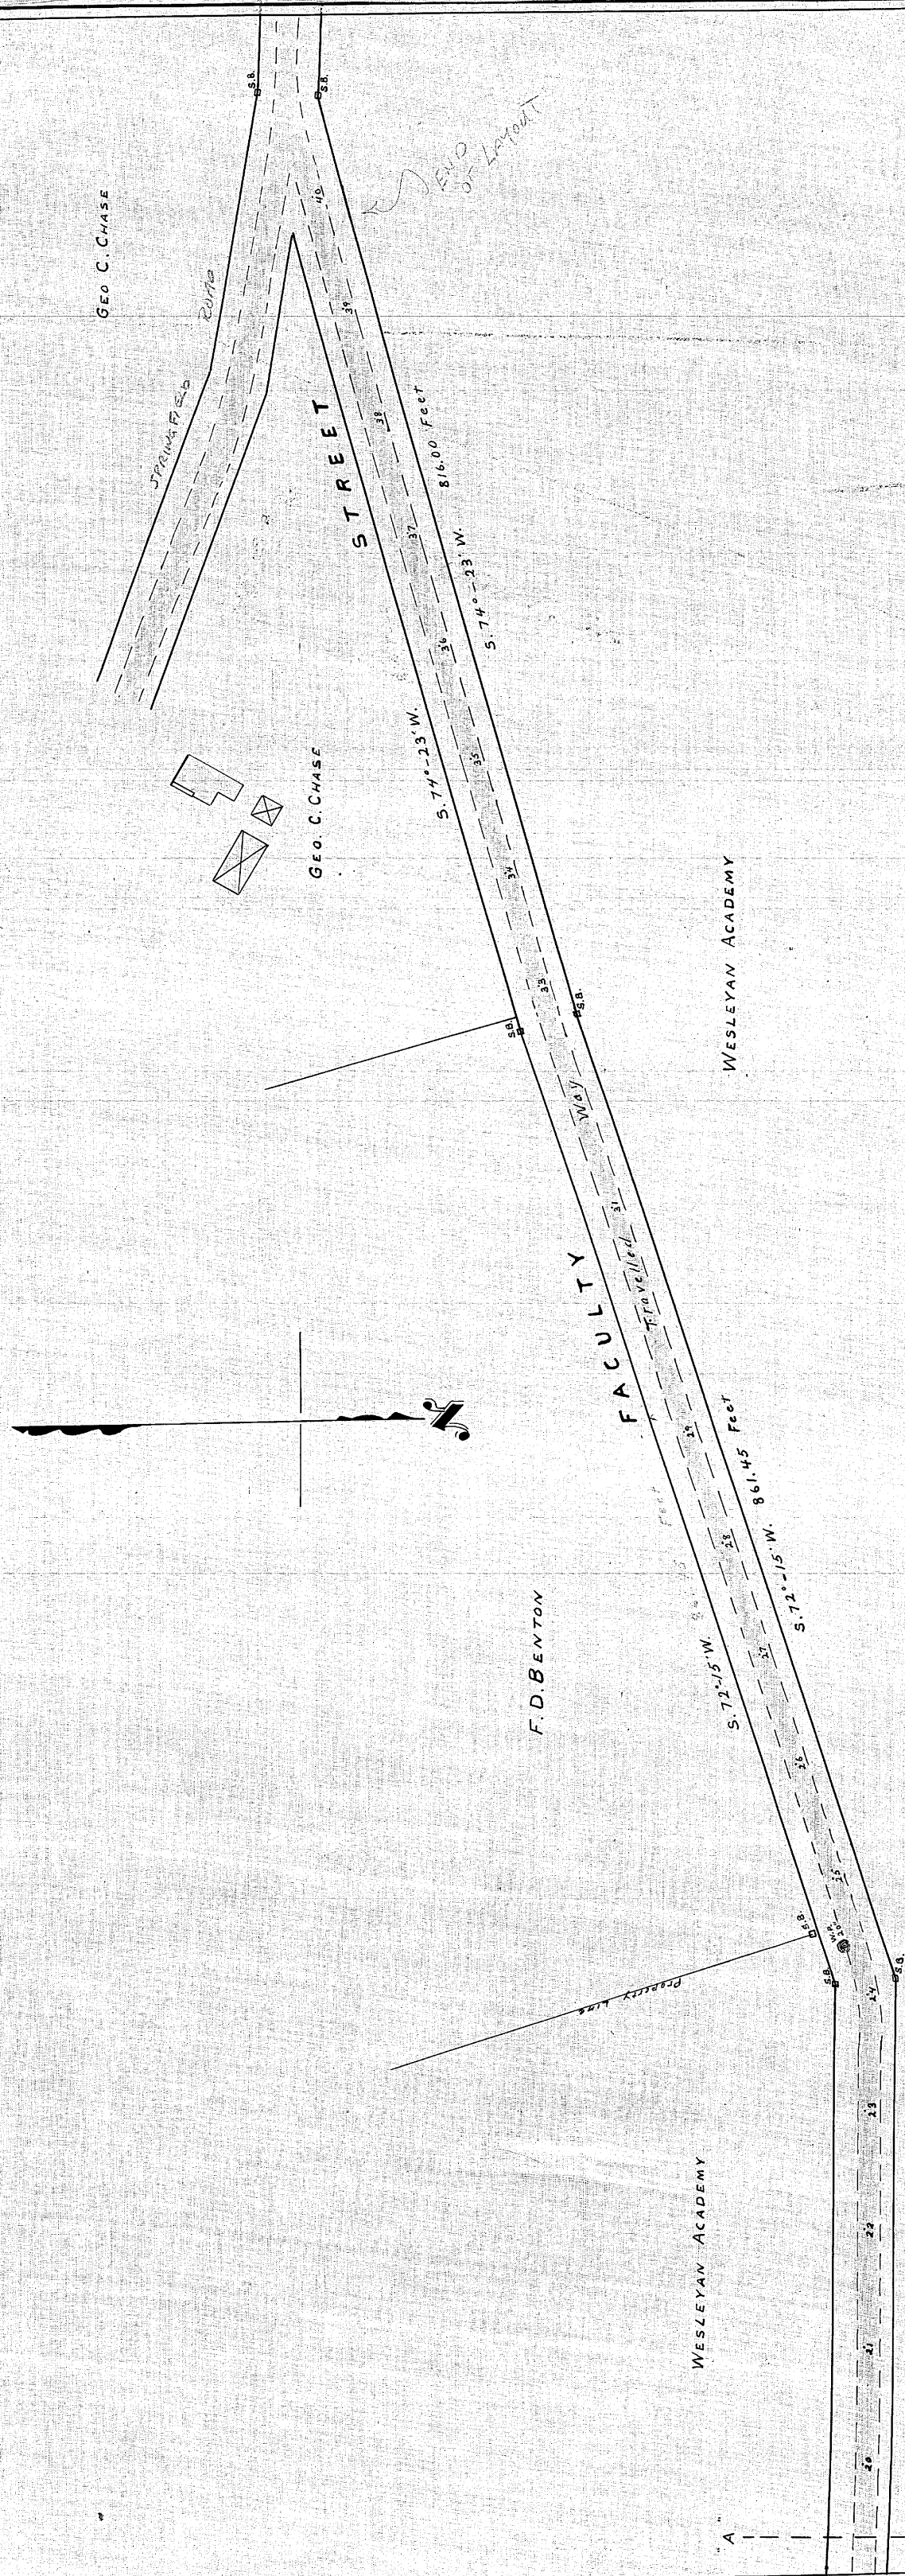 S.B.
S.B.
END
OF LAYOUT
GEO C. CHASE
SPRINGFIELD ROAD
40
39
38
37
36
35
34
33
31
29
28
27
26
25
24
23
22
21
20
816.00 Feet
S. 74°-23' W.
S. 74°-23' W.
GEO. C. CHASE
FACULTY STREET
WESLEYAN ACADEMY
S.B.
S.B.
Travelled Way
861.45 Feet
S. 72°-15' W.
S. 72°-15' W.
Feet
F. D. BENTON
S.B.
S.B.
S.B.
Property Line
WESLEYAN ACADEMY
"A"